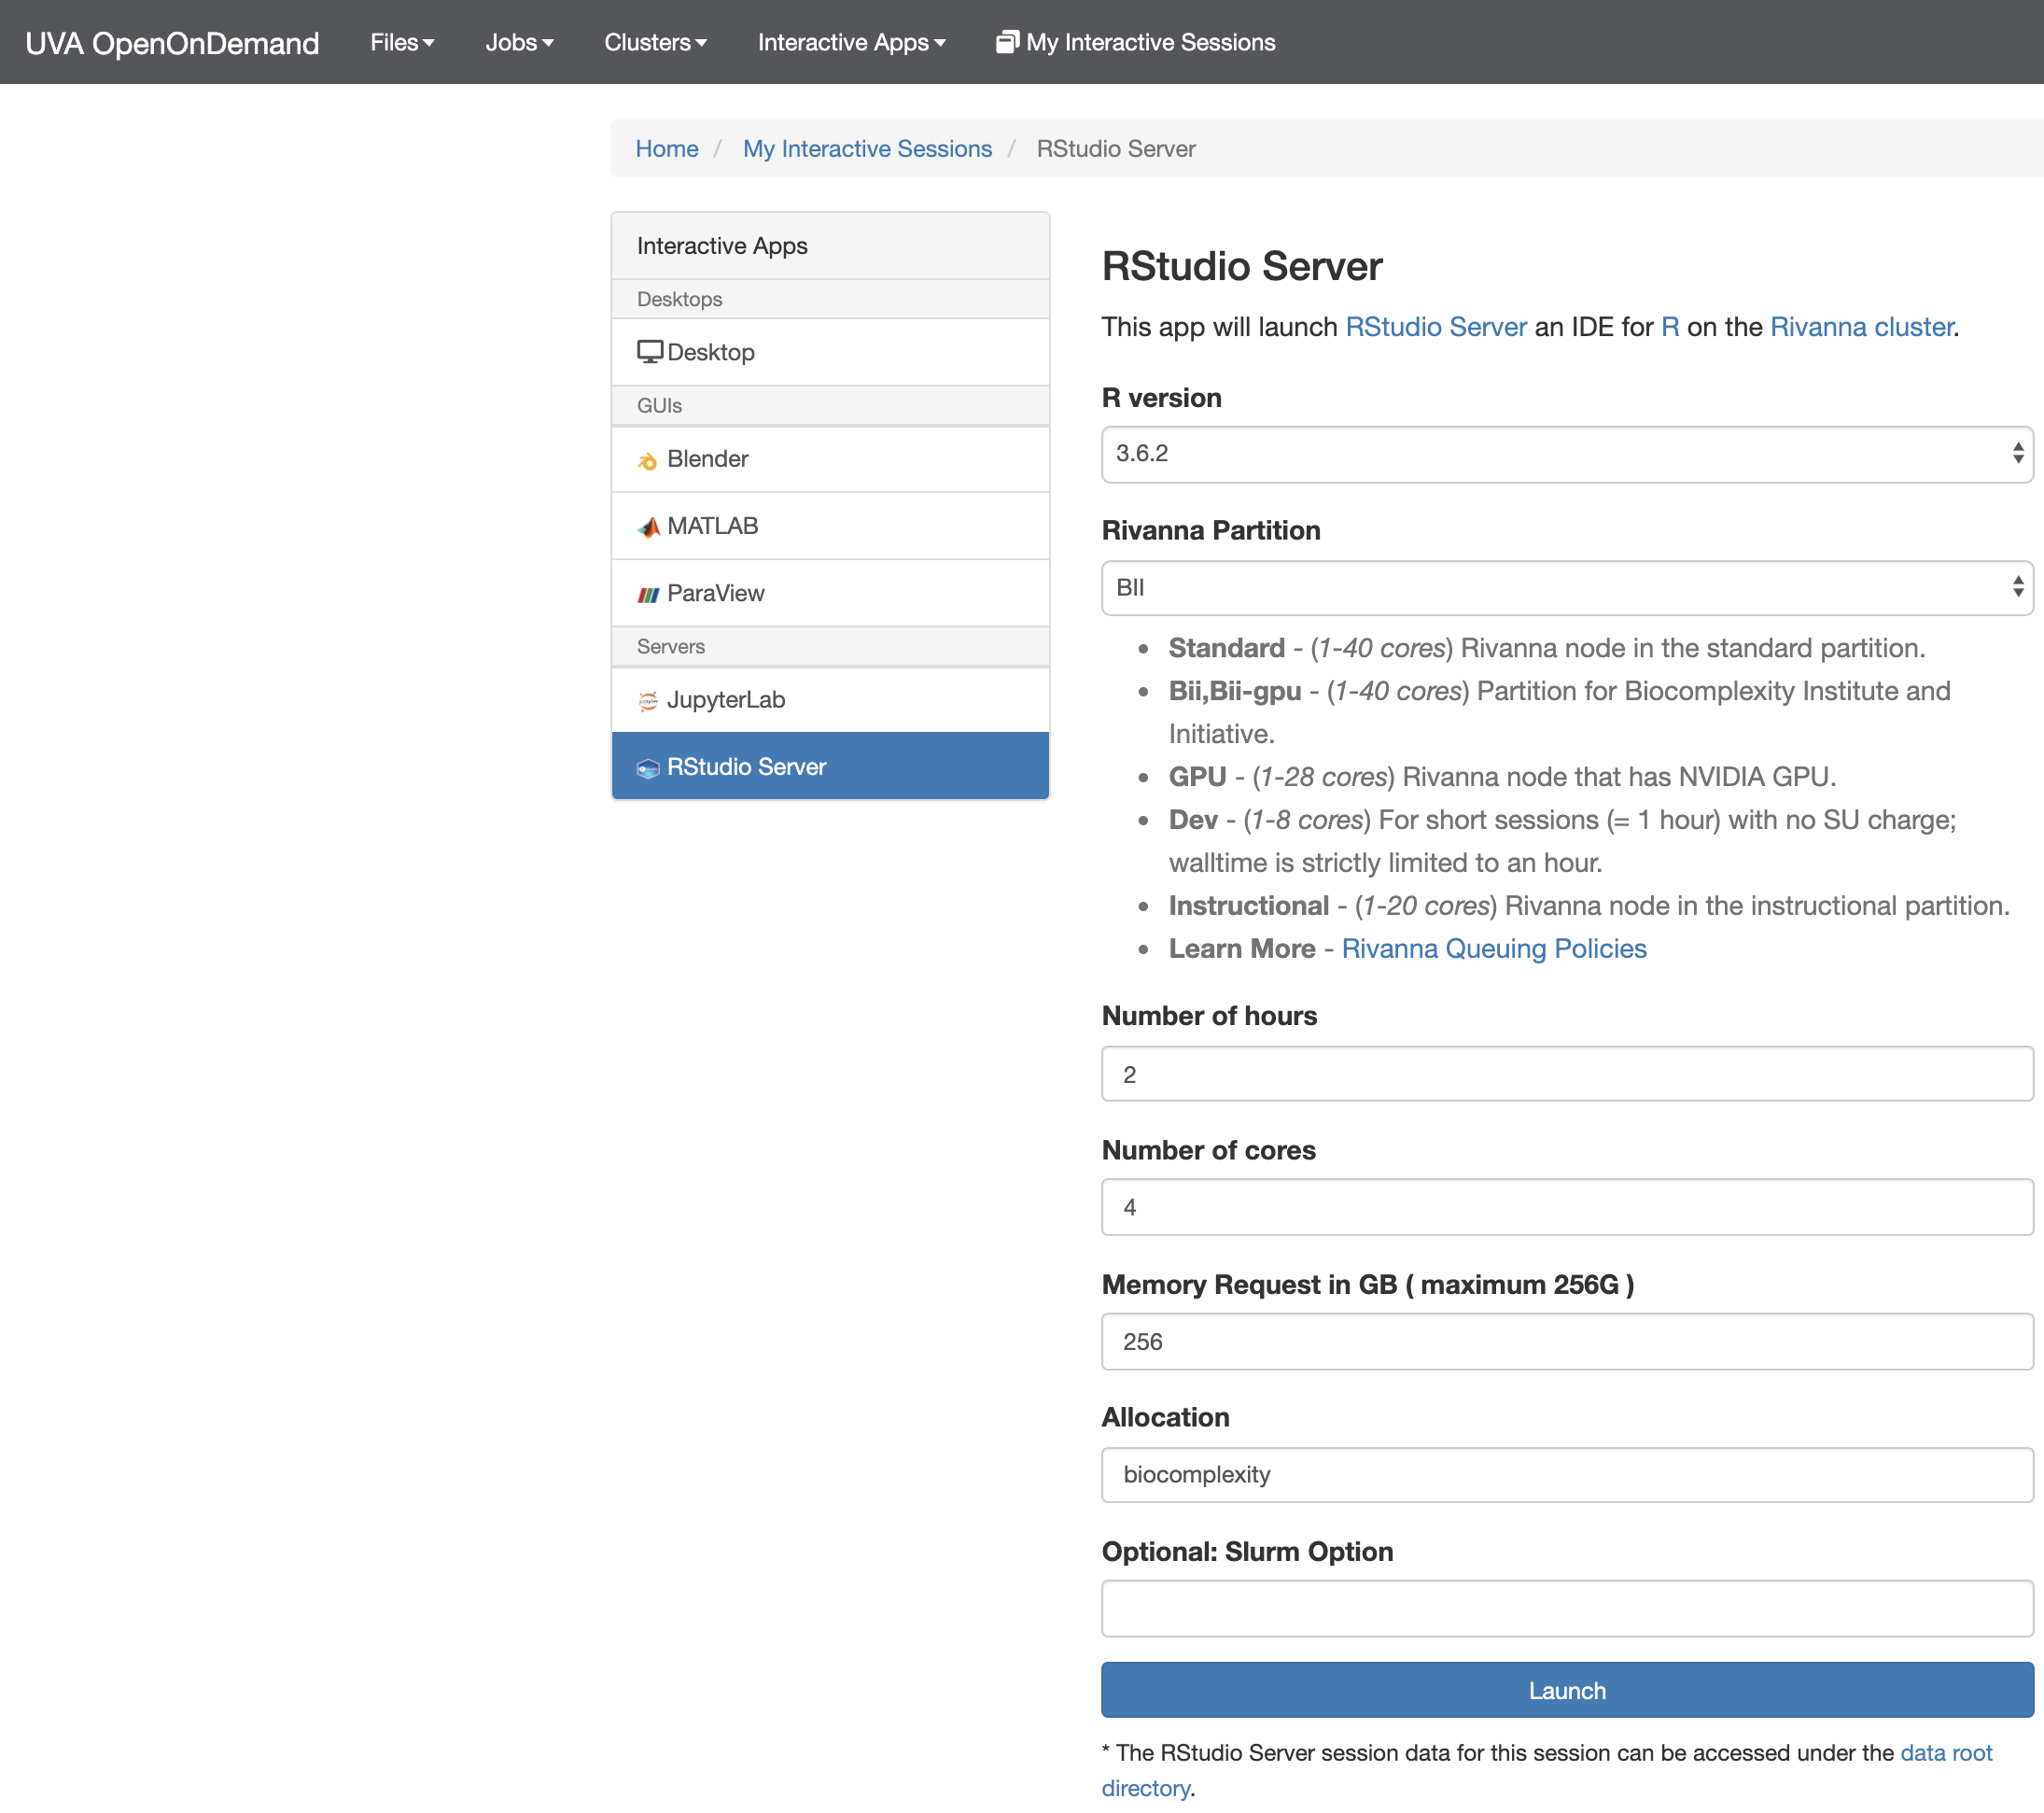 UVA OpenOnDemand Files Jobs Clusters Interactive Apps My Interactive Sessions
Home / My Interactive Sessions / RStudio Server
Interactive Apps
Desktops
Desktop
GUIs
Blender
MATLAB
ParaView
Servers
JupyterLab
RStudio Server
RStudio Server
This app will launch RStudio Server an IDE for R on the Rivanna cluster.
R version
3.6.2
Rivanna Partition
BII
• Standard - (1-40 cores) Rivanna node in the standard partition.
• Bii,Bii-gpu - (1-40 cores) Partition for Biocomplexity Institute and
Initiative.
• GPU - (1-28 cores) Rivanna node that has NVIDIA GPU.
• Dev - (1-8 cores) For short sessions (= 1 hour) with no SU charge;
walltime is strictly limited to an hour.
• Instructional - (1-20 cores) Rivanna node in the instructional partition.
• Learn More - Rivanna Queuing Policies
Number of hours
2
Number of cores
4
Memory Request in GB ( maximum 256G )
256
Allocation
biocomplexity
Optional: Slurm Option
Launch
* The RStudio Server session data for this session can be accessed under the data root
directory.